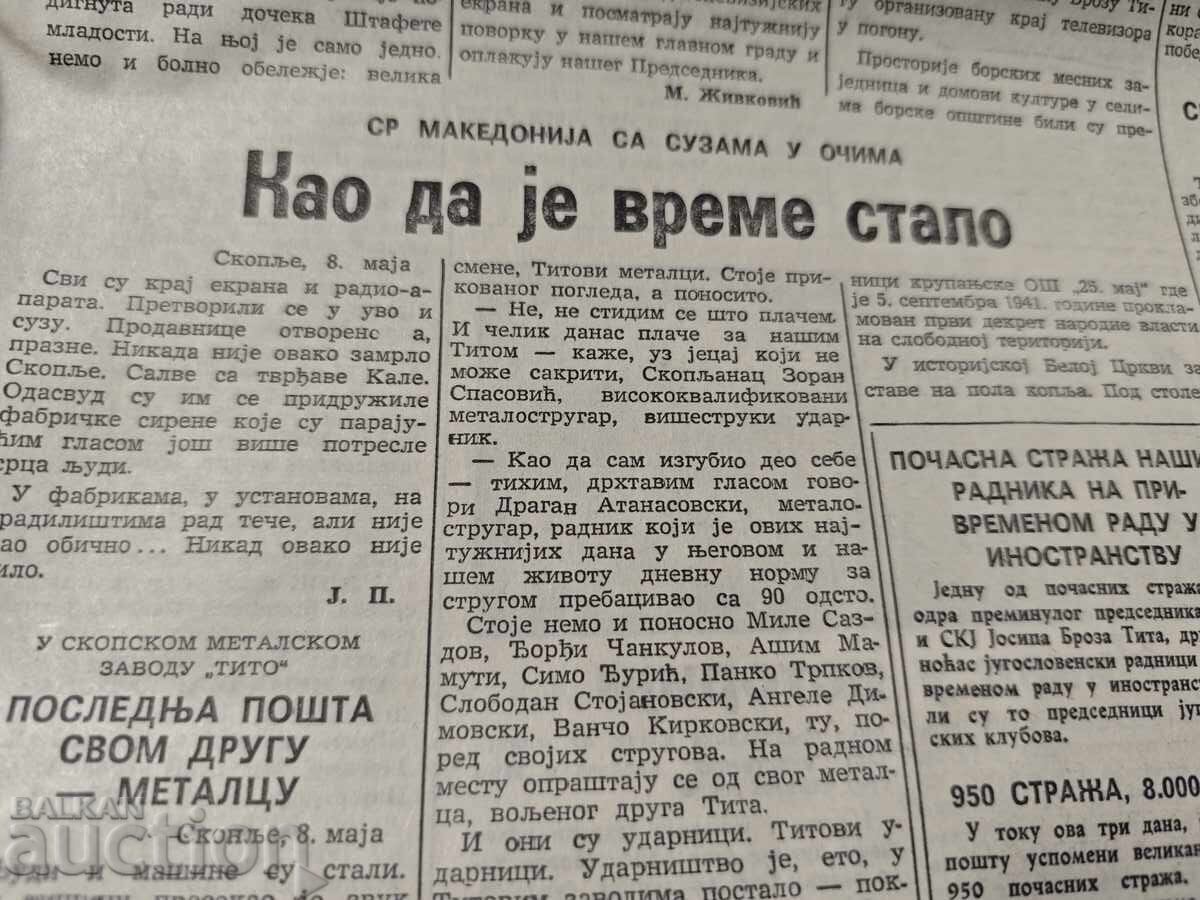 дигнута ради дочека Штафете
младости. На њој је само једно.
немо и болно обележје: велика
екрана и посматрају најтужнију
поворку у нашем главном граду и
оплакују нашег Председника.
М. Живковић
организовану крај телевизора
у погону.
Просторије борских месних за-
једница и домови културе у сели-
ма борске општине били су пре-
СР МАКЕДОНИЈА СА СУЗАМА У ОЧИМА
Као да је време стало
Скопље, 8. маја
Сви су крај екрана и радио-а-
парата. Претворили се у уво и
сузу. Продавнице отворенe а,
празне. Никада није овако замрло
Скопље. Салве са тврђаве Кале.
Одасвуд су им се придружиле
фабричке сирене које су парају-
ћим гласом још више потресле
срца људи.
У фабрикама, у установама, на
радилиштима рад тече, али није
као обично... Никад овако није
било.
Ј. П.
У СКОПСКОМ МЕТАЛСКОМ
ЗАВОДУ „ТИТО“
ПОСЛЕДЊА ПОШТА
СВОМ ДРУГУ
— МЕТАЛЦУ
Скопље, 8. маја
и машине су стали.
смене, Титови металци. Стоје при-
кованог погледа, а поносито.
— Не, не стидим се што плачем.
И челик данас плаче за нашим
Титом — каже, уз јецај који не
може сакрити, Скопљанац Зоран
Спасовић, висококвалификовани
металостругар, вишеструки удар-
ник.
— Као да сам изгубио део себе
— тихим, дрхтавим гласом гово-
ри Драган Атанасовски, метало-
стругар, радник који је ових нај-
тужнијих дана у његовом и на-
шем животу дневну норму за
стругом пребацивао са 90 одсто.
Стоје немо и поносно Миле Саз-
дов, Ђорђи Чанкулов, Ашим Ма-
мути, Симо Ђурић, Панко Трпков,
Слободан Стојановски, Ангеле Ди-
мовски, Ванчо Кирковски, ту, по-
ред својих стругова. На радном
месту опраштају се од свог метал-
ца, вољеног друга Тита.
И они су ударници. Титови у-
дарници. Ударништво је, ето, у
Титовим заводима постало — пок-
ници крупањске ОШ „25. мај“ где
је 5. септембра 1941. године прокла-
мован први декрет народне власти
на слободној територији.
У историјској Белој Цркви за
ставе на пола копља. Под столе
ПОЧАСНА СТРАЖА НАШИ
РАДНИКА НА ПРИ-
ВРЕМЕНОМ РАДУ У
ИНОСТРАНСТВУ
Једну од почасних стража
одра преминулог председника
и СКЈ Јосипа Броза Тита, др
ноћас југословенски радници
временом раду у иностранс
ли су то председници југ
ских клубова.
950 СТРАЖА, 8.000
У току ова три дана,
пошту успомени великан
950 почасних стража.
BALKAN
auction